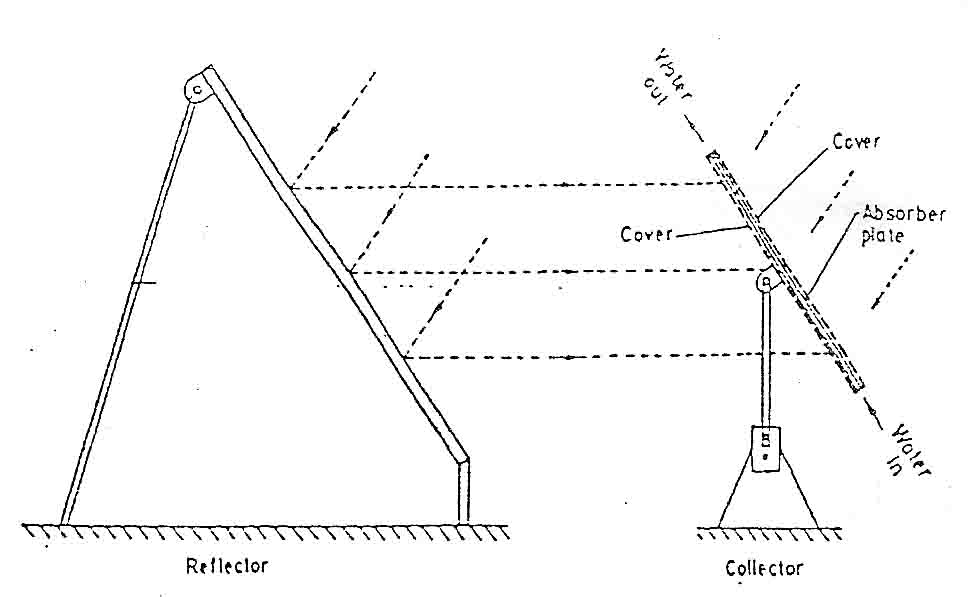 Water
out
Cover
Absorber
plate
Cover
Water
in
Reflector
Collector